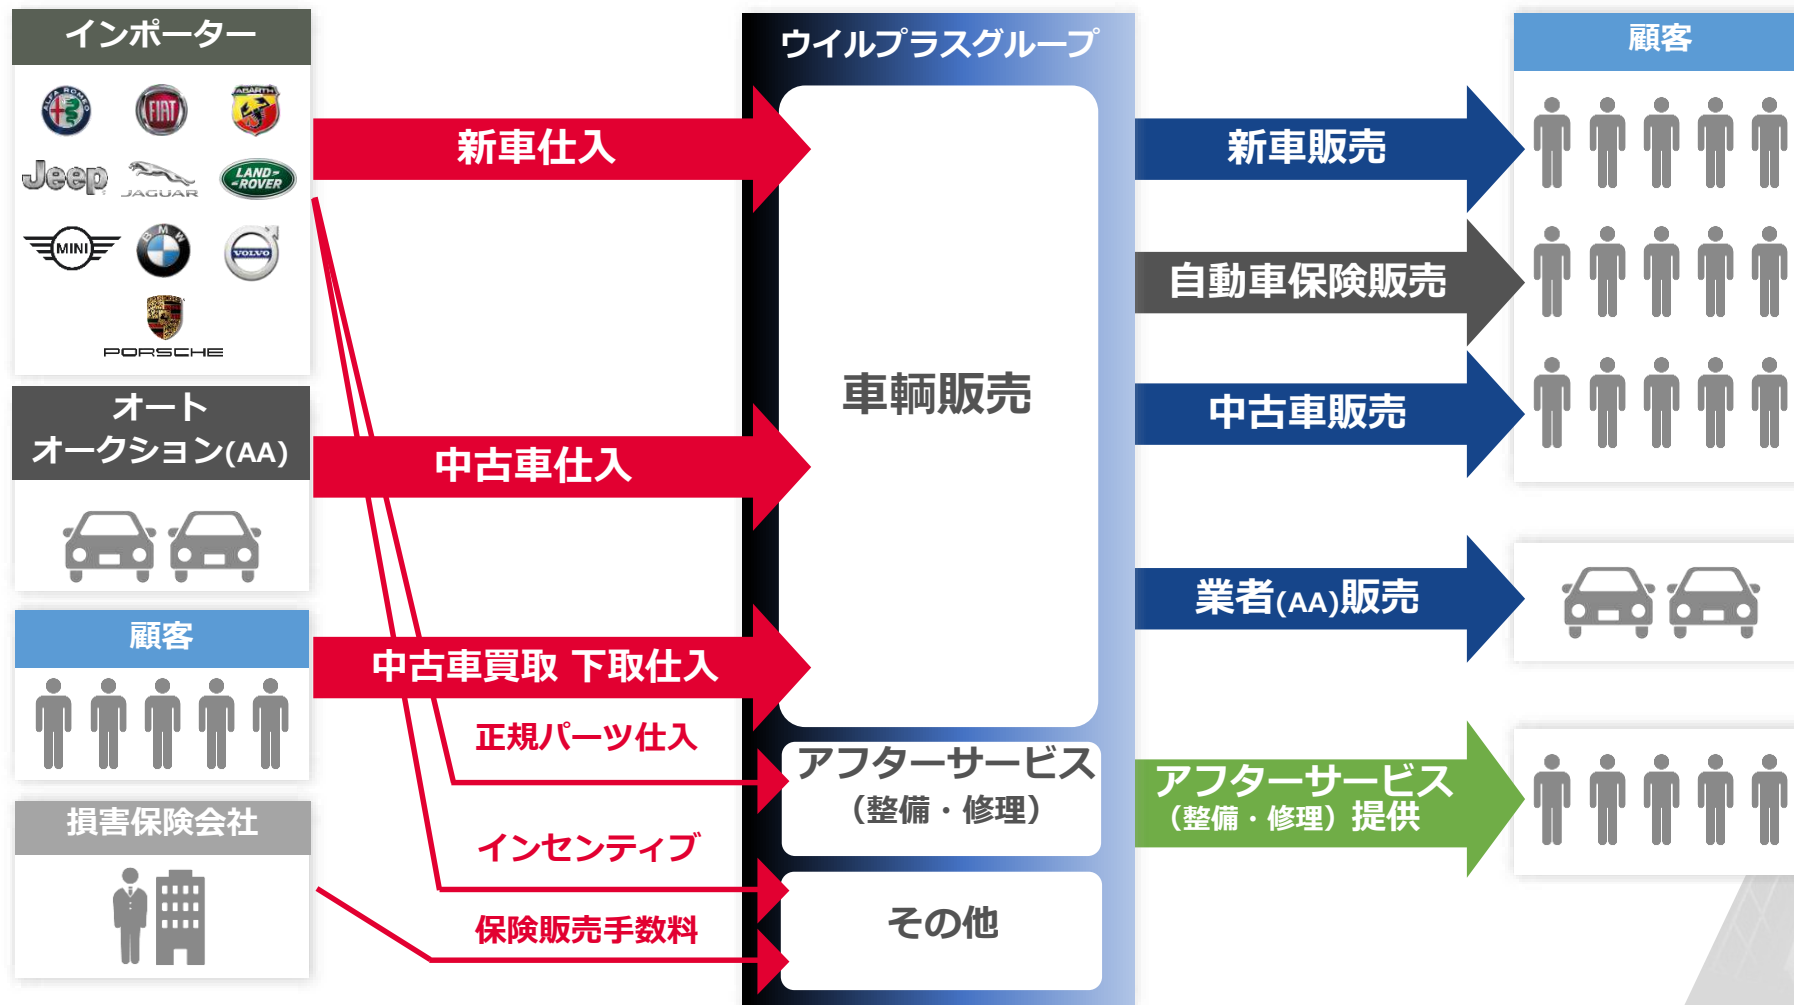 インポーター
ALFA ROMEO
FIAT
ABARTH
Jeep
JAGUAR
LAND-
-ROVER
MINI
BMW
VOLVO
PORSCHE
オート
オークション(AA)
顧客
損害保険会社
新車仕入
中古車仕入
中古車買取 下取仕入
正規パーツ仕入
インセンティブ
保険販売手数料
ウイルプラスグループ
車輌販売
アフターサービス
（整備・修理）
その他
新車販売
自動車保険販売
中古車販売
業者(AA)販売
アフターサービス
（整備・修理）提供
顧客